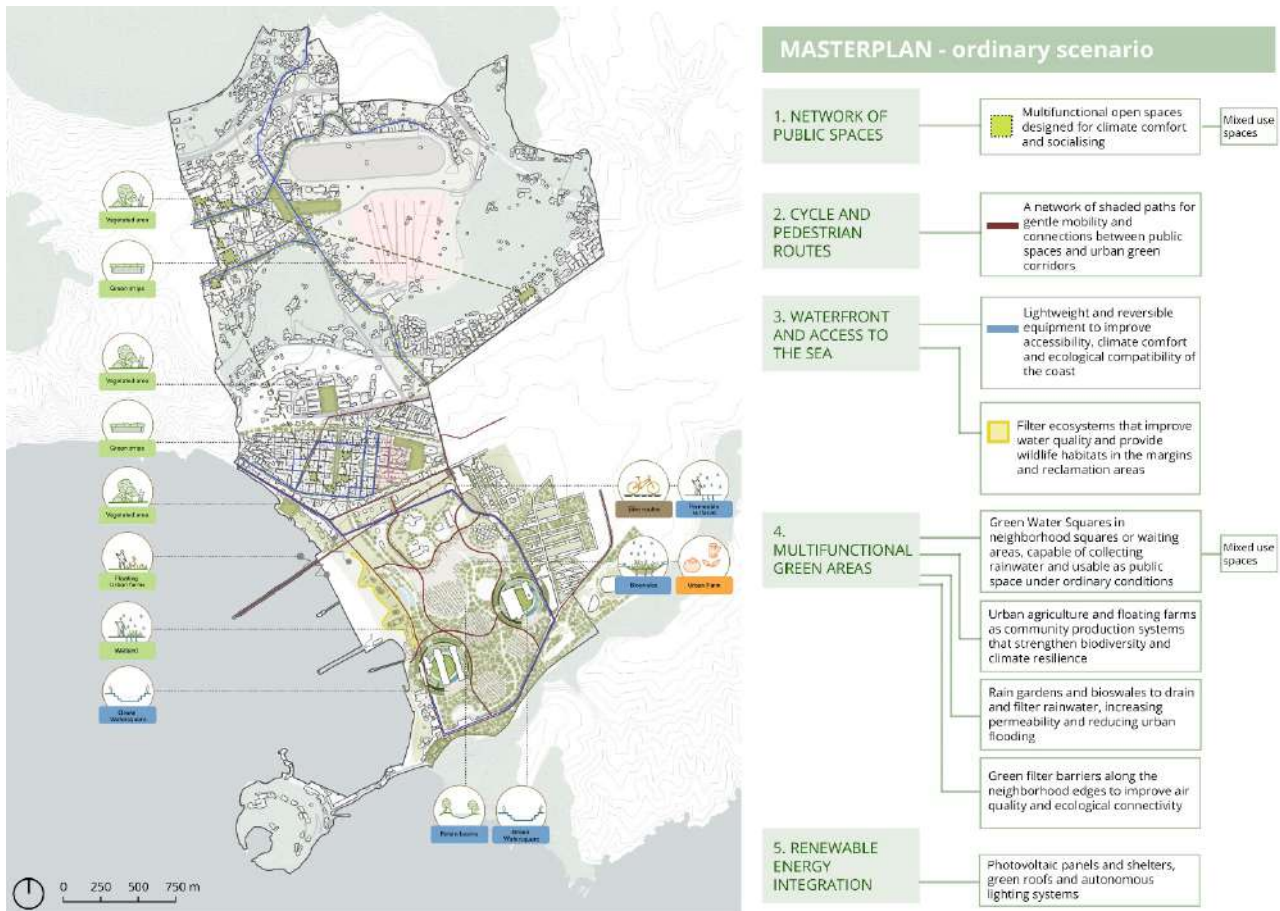 MASTERPLAN - ordinary scenario
1. NETWORK OF
PUBLIC SPACES
Multifunctional open spaces
designed for climate comfort
and socialising
Mixed use
spaces
2. CYCLE AND
PEDESTRIAN
ROUTES
A network of shaded paths for
gentle mobility and
connections between public
spaces and urban green
corridors
3. WATERFRONT
AND ACCESS TO
THE SEA
Lightweight and reversible
equipment to improve
accessibility, climate comfort
and ecological compatibility of
the coast
Filter ecosystems that improve
water quality and provide
wildlife habitats in the margins
and reclamation areas
4.
MULTIFUNCTIONAL
GREEN AREAS
Green Water Squares in
neighborhood squares or waiting
areas, capable of collecting
rainwater and usable as public
space under ordinary conditions
Mixed use
spaces
Urban agriculture and floating farms
as community production systems
that strengthen biodiversity and
climate resilience
Rain gardens and bioswales to drain
and filter rainwater, increasing
permeability and reducing urban
flooding
Green filter barriers along the
neighborhood edges to improve air
quality and ecological connectivity
5. RENEWABLE
ENERGY
INTEGRATION
Photovoltaic panels and shelters,
green roofs and autonomous
lighting systems
Vegetated area
Green strips
Vegetated area
Green strips
Vegetated area
Floating
Urban farms
Wetland
Green
Watersquare
Bike routes
Permeable
surfaces
Bioswales
Urban Farm
Green
Watersquare
0 250 500 750 m